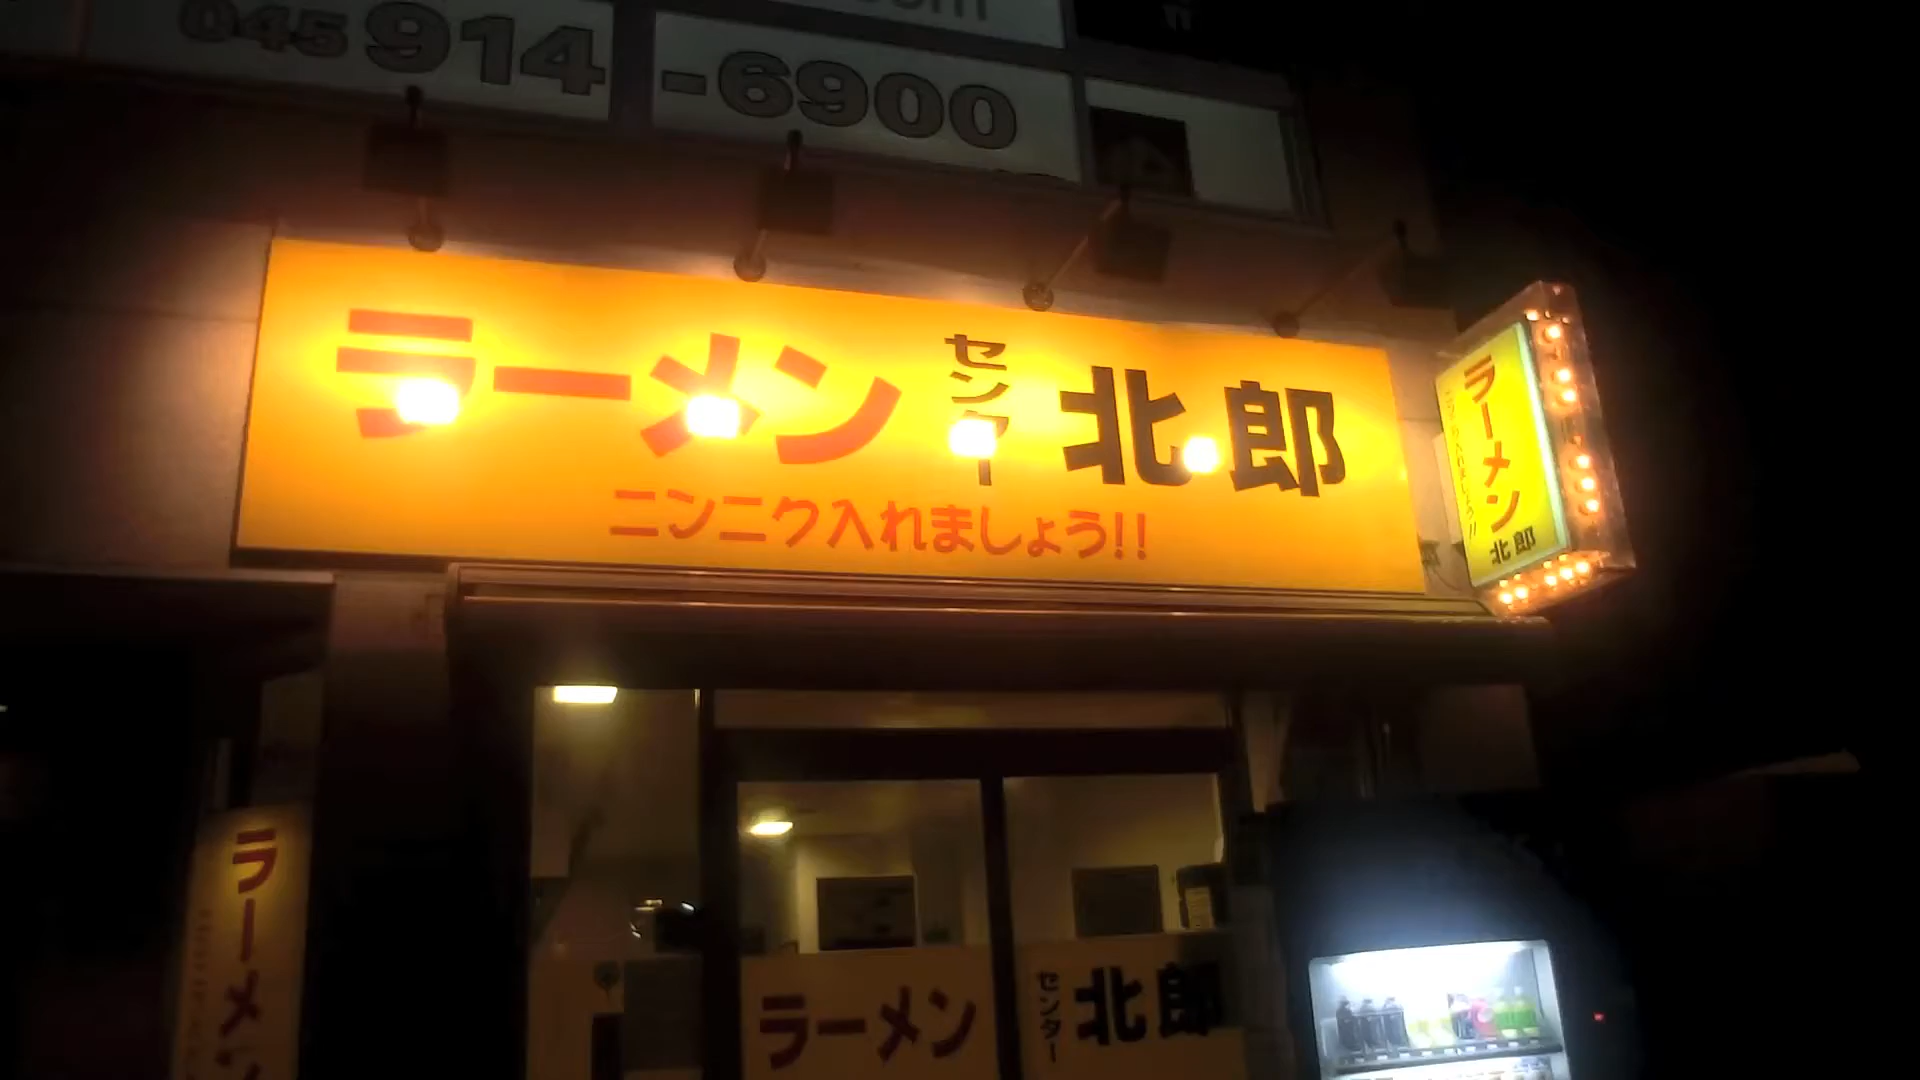 045 914-6900
ラーメン センター 北郎
ニンニク入れましょう!!
ラーメン
北郎
ラーメン
ラーメン センター 北郎